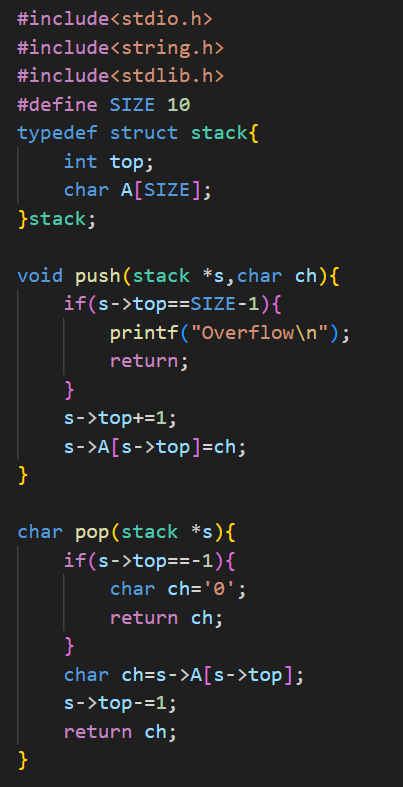 #include<stdio.h>
#include<string.h>
#include<stdlib.h>
#define SIZE 10
typedef struct stack{
    int top;
    char A[SIZE];
}stack;

void push(stack *s,char ch){
    if(s->top==SIZE-1){
        printf("Overflow\n");
        return;
    }
    s->top+=1;
    s->A[s->top]=ch;
}

char pop(stack *s){
    if(s->top==-1){
        char ch='0';
        return ch;
    }
    char ch=s->A[s->top];
    s->top-=1;
    return ch;
}